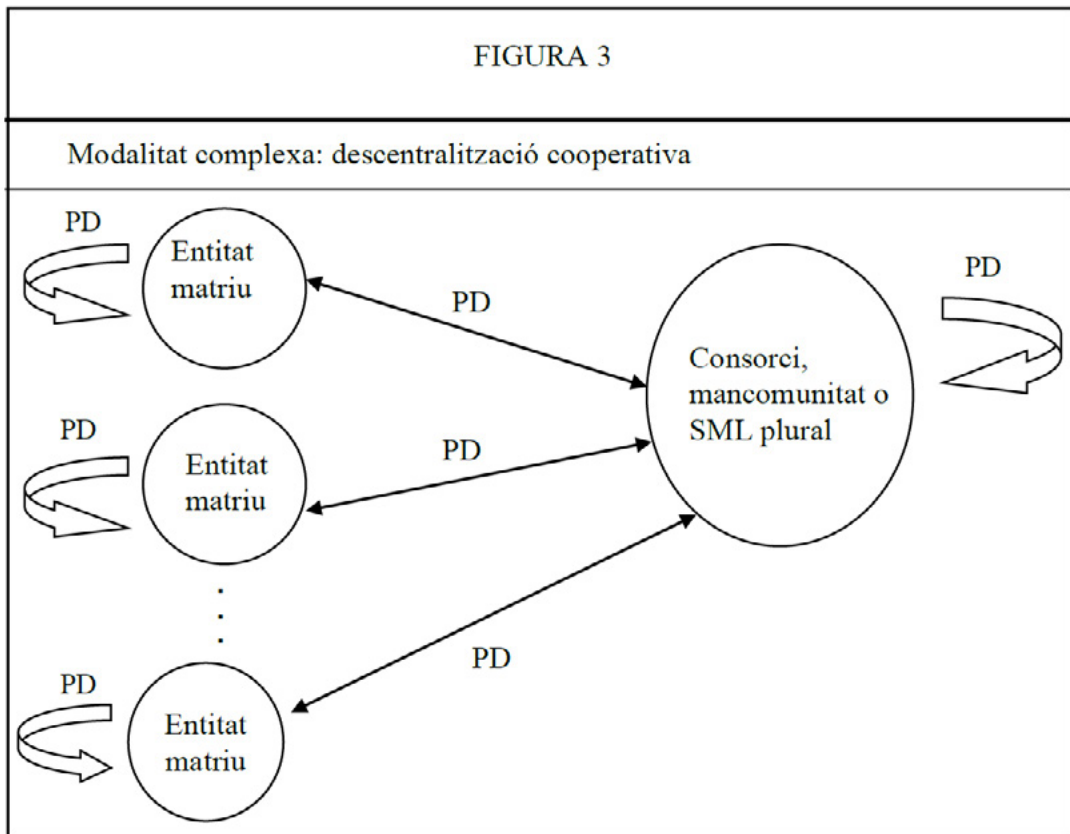 FIGURA 3
Modalitat complexa: descentralització cooperativa
PD
Entitat
matriu
PD
PD
Consorci,
mancomunitat o
SML plural
PD
Entitat
matriu
PD
PD
Entitat
matriu
PD